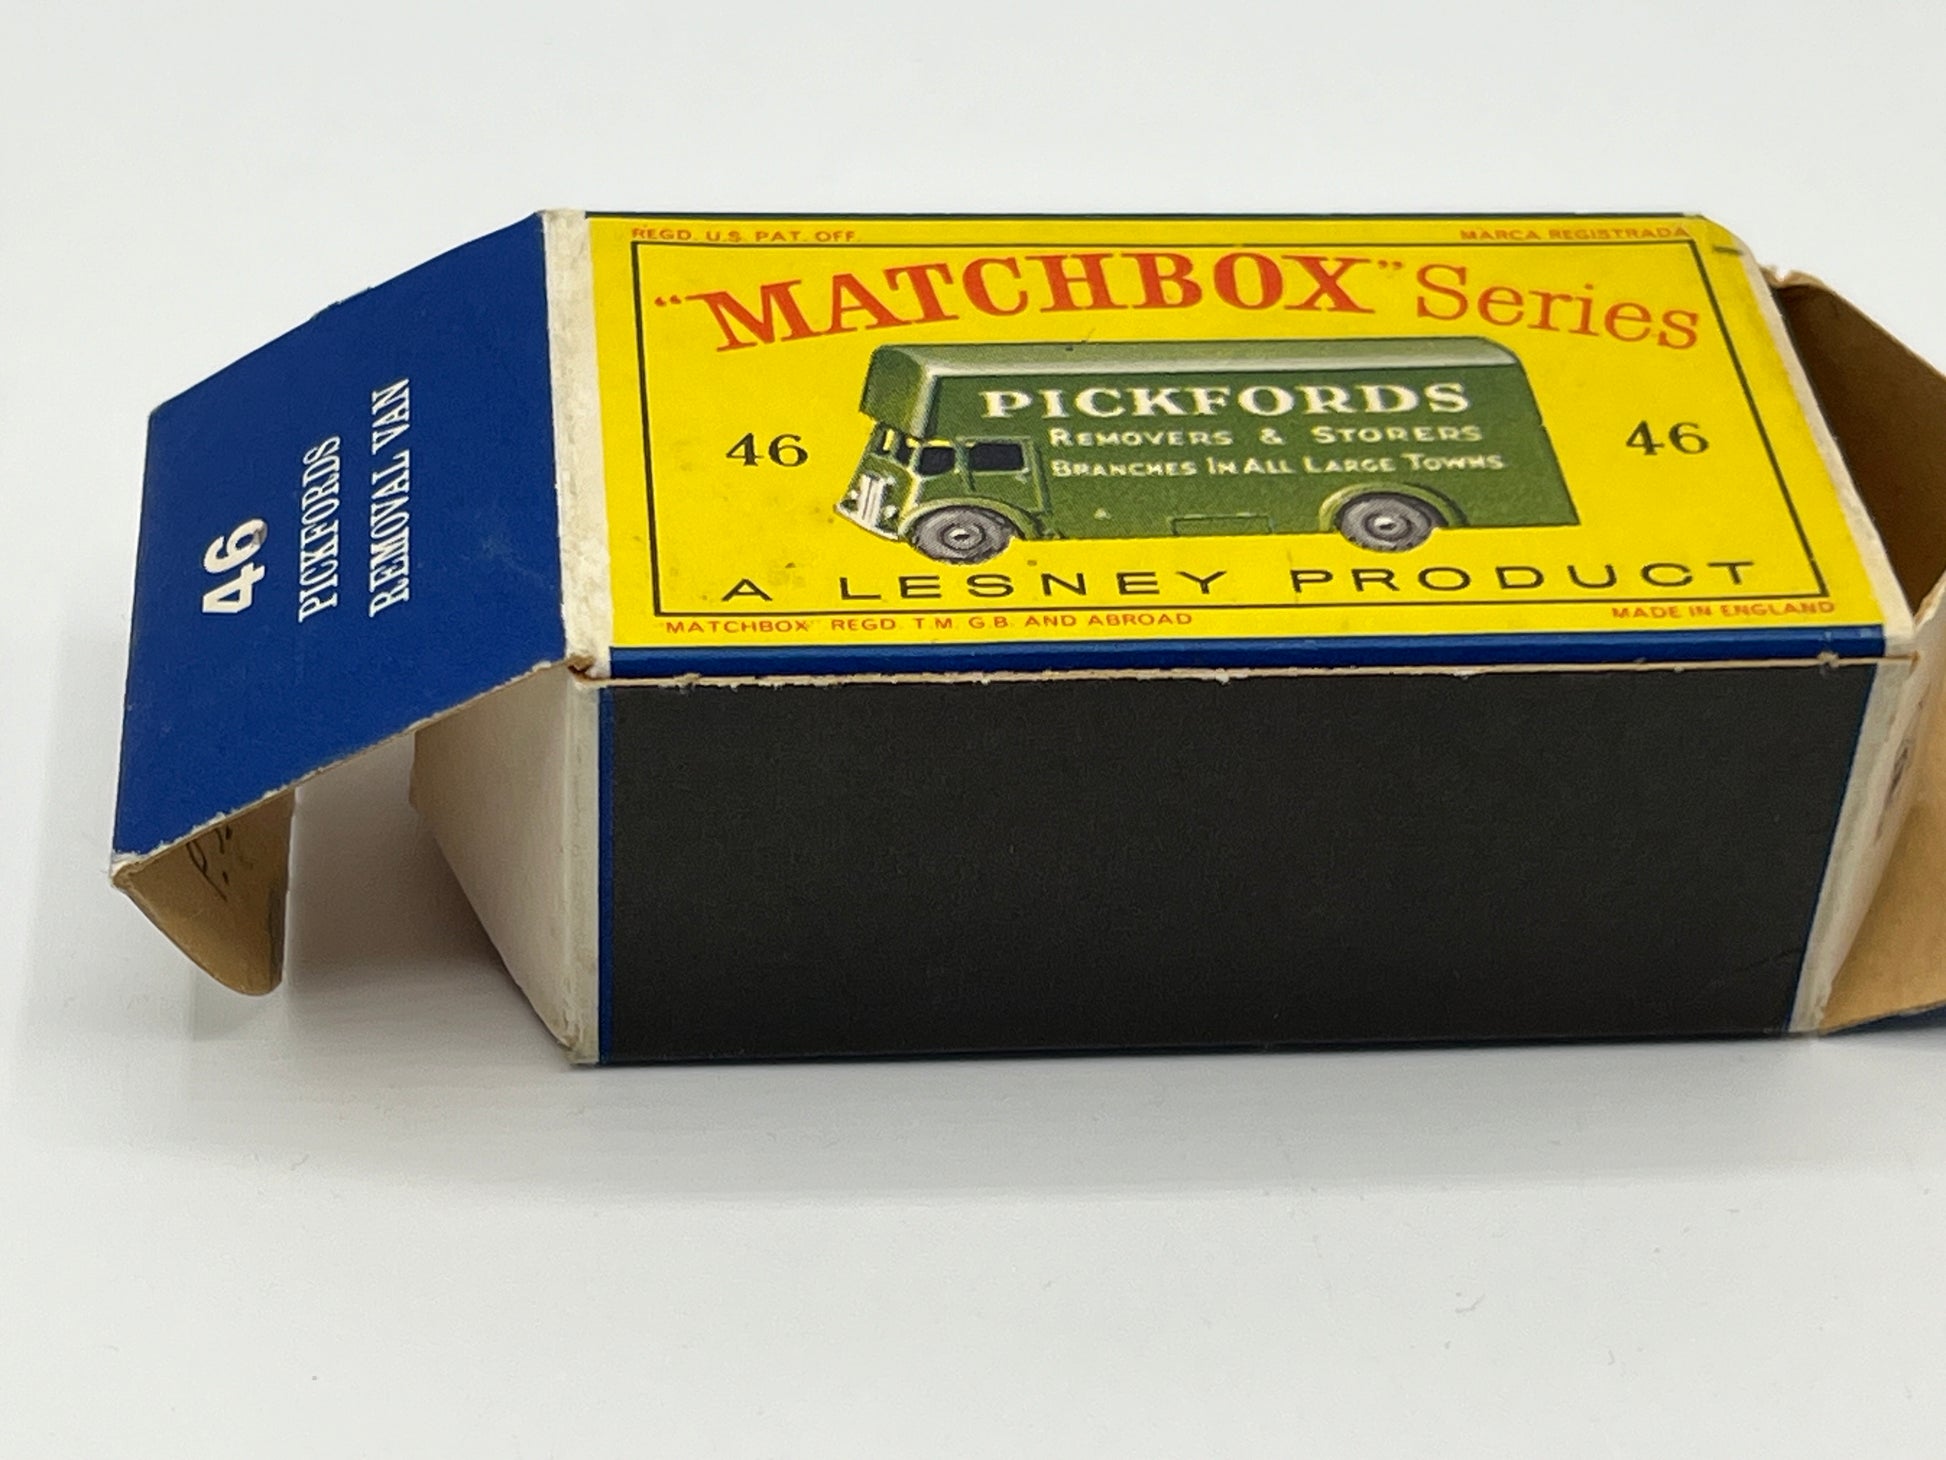 REGD. U.S. PAT. OFF.
MARCA REGISTRADA
"MATCHBOX" Series
PICKFORDS
REMOVERS & STORERS
BRANCHES IN ALL LARGE TOWNS
46
46
A LESNEY PRODUCT
"MATCHBOX" REGD. T.M. G.B. AND ABROAD
MADE IN ENGLAND
46
PICKFORDS
REMOVAL VAN